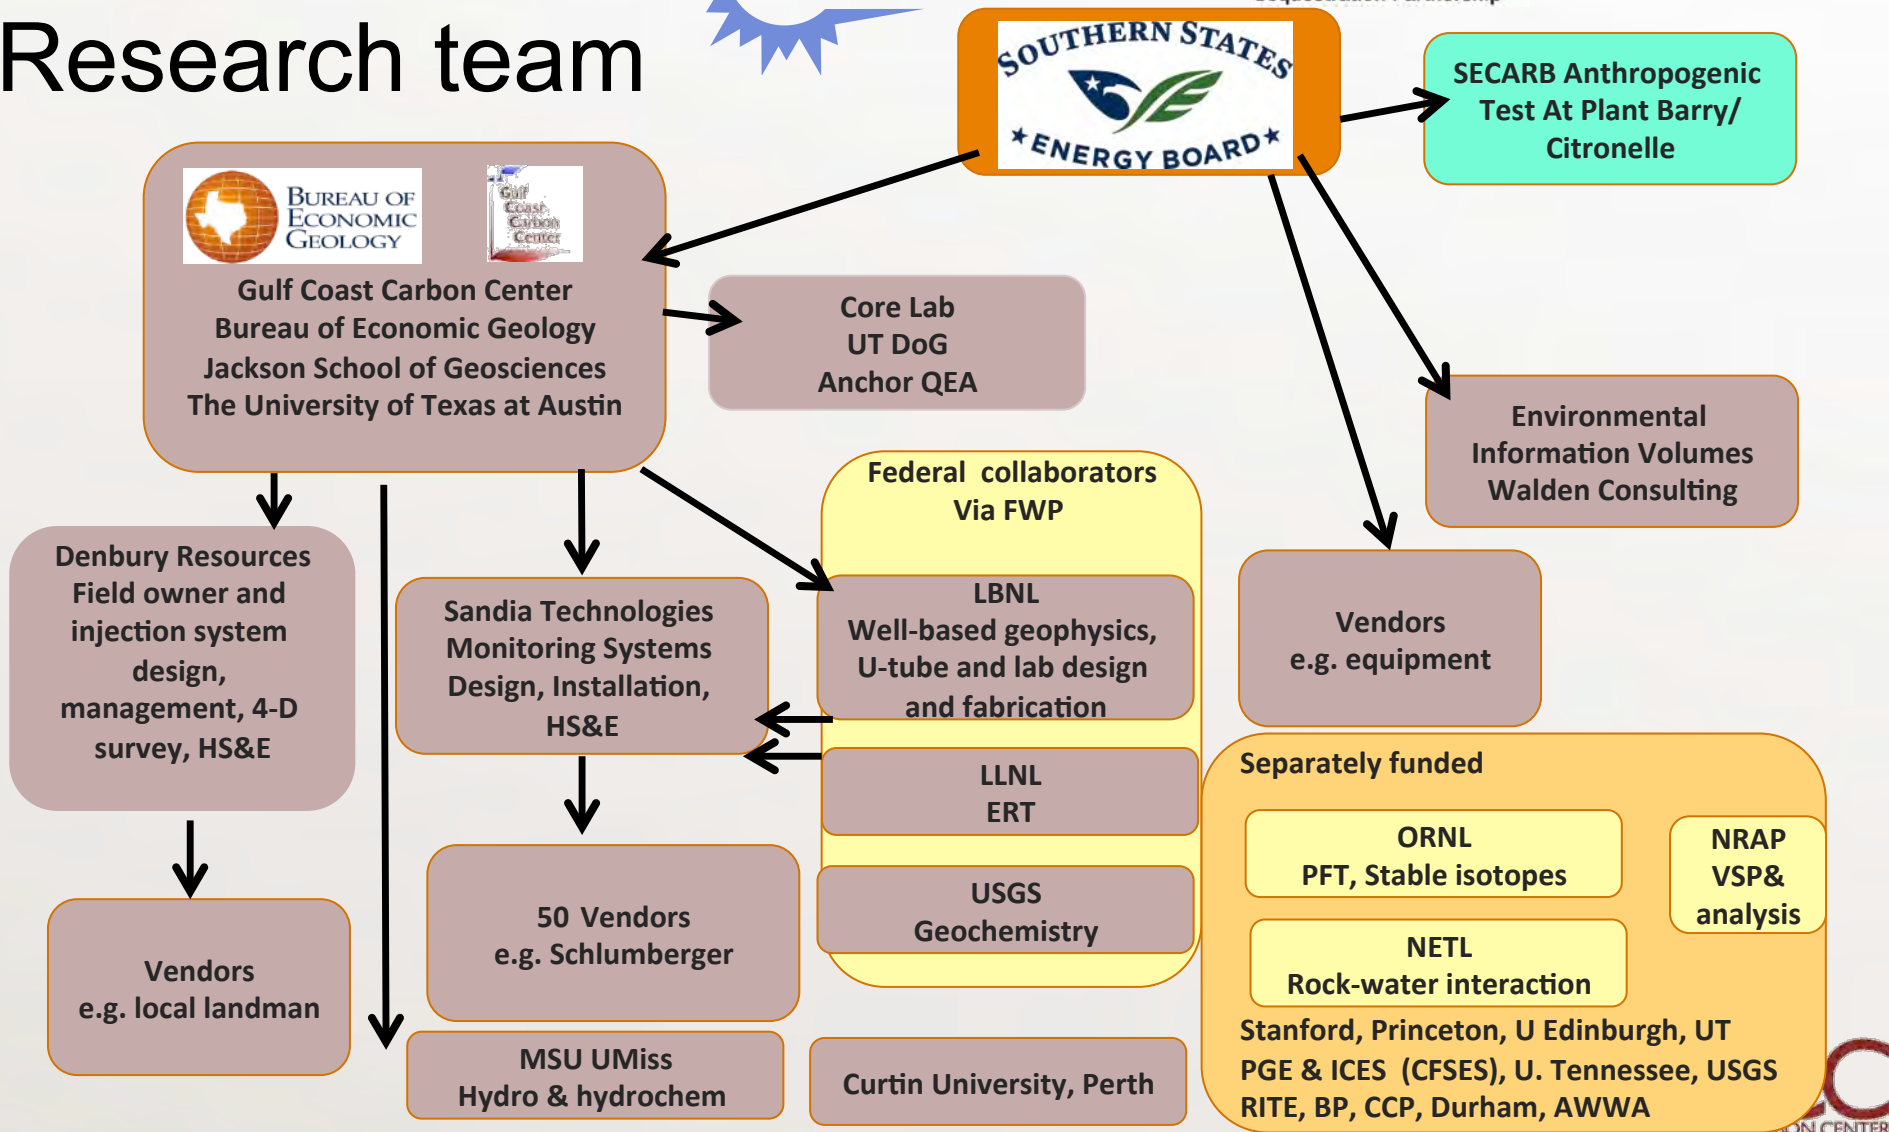 Research team
SOUTHERN STATES
ENERGY BOARD
SECARB Anthropogenic
Test At Plant Barry/
Citronelle
BUREAU OF
ECONOMIC
GEOLOGY
Gulf
Coast
Carbon
Center
Gulf Coast Carbon Center
Bureau of Economic Geology
Jackson School of Geosciences
The University of Texas at Austin
Core Lab
UT DoG
Anchor QEA
Environmental
Information Volumes
Walden Consulting
Federal collaborators
Via FWP
Denbury Resources
Field owner and
injection system
design,
management, 4-D
survey, HS&E
Sandia Technologies
Monitoring Systems
Design, Installation,
HS&E
LBNL
Well-based geophysics,
U-tube and lab design
and fabrication
Vendors
e.g. equipment
LLNL
ERT
USGS
Geochemistry
Separately funded
ORNL
PFT, Stable isotopes
NRAP
VSP&
analysis
NETL
Rock-water interaction
Stanford, Princeton, U Edinburgh, UT
PGE & ICES (CFSES), U. Tennessee, USGS
RITE, BP, CCP, Durham, AWWA
50 Vendors
e.g. Schlumberger
Vendors
e.g. local landman
MSU UMiss
Hydro & hydrochem
Curtin University, Perth
CENTER